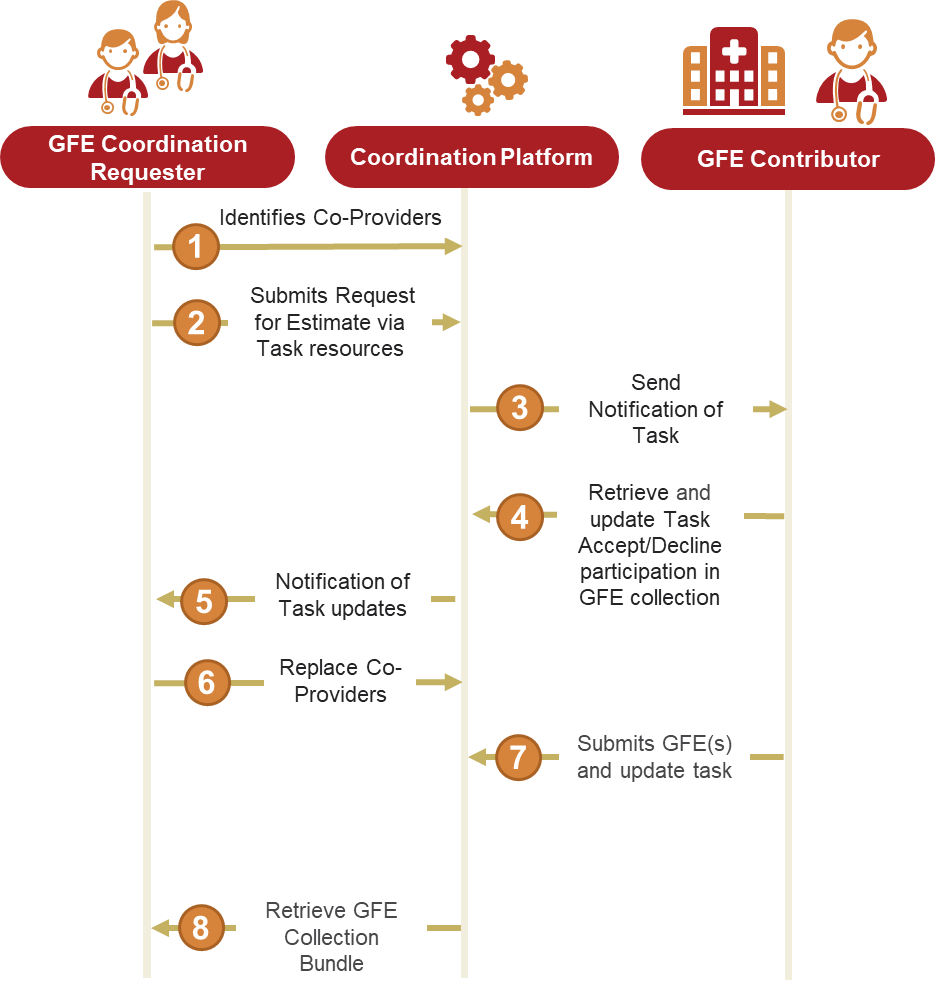 GFE Coordination
Requester
Coordination Platform
GFE Contributor
Identifies Co-Providers
1
Submits Request
for Estimate via
Task resources
2
Send
Notification of
Task
3
Retrieve and
update Task
Accept/Decline
participation in
GFE collection
4
Notification of
Task updates
5
Replace Co-
Providers
6
Submits GFE(s)
and update task
7
Retrieve GFE
Collection
Bundle
8